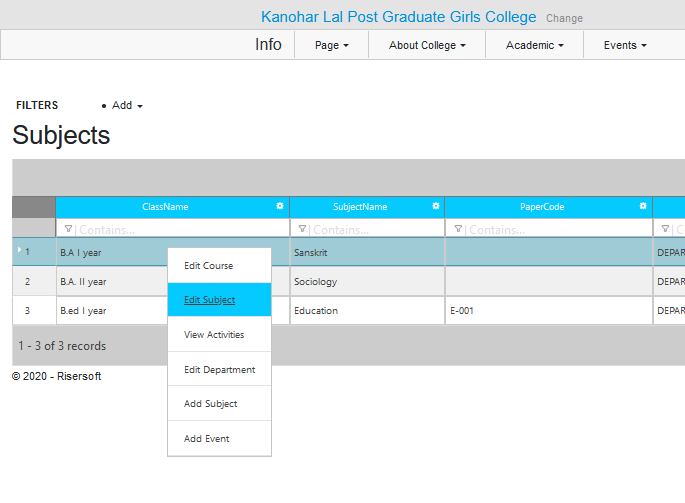 Kanohar Lal Post Graduate Girls College Change
Info Page About College Academic Events
FILTERS • Add
Subjects
ClassName SubjectName PaperCode
Contains... Contains... Contains... C
1 B.A I year Sanskrit DEPAR
2 B.A. II year Sociology DEPAR
3 B.ed I year Education E-001 DEPAR
1 - 3 of 3 records
© 2020 - Risersoft
Edit Course
Edit Subject
View Activities
Edit Department
Add Subject
Add Event